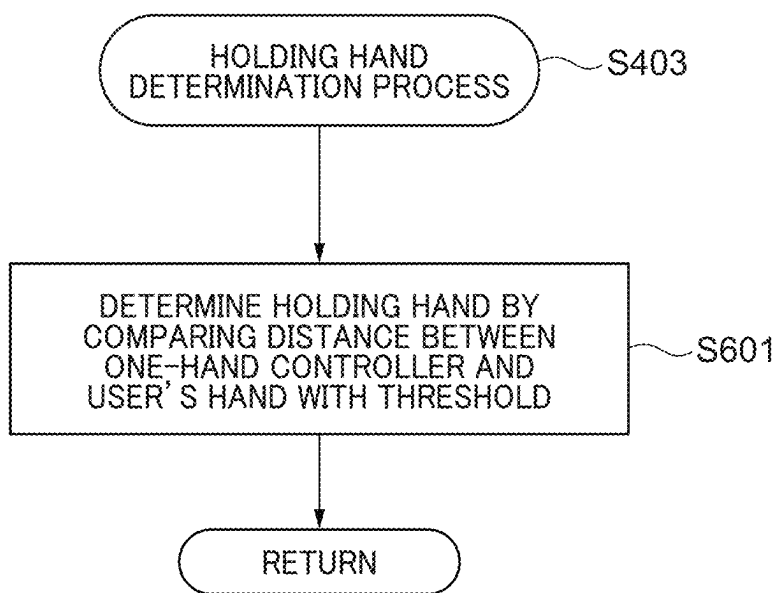 HOLDING HAND
DETERMINATION PROCESS
S403
DETERMINE HOLDING HAND BY
COMPARING DISTANCE BETWEEN
ONE-HAND CONTROLLER AND
USER'S HAND WITH THRESHOLD
S601
RETURN